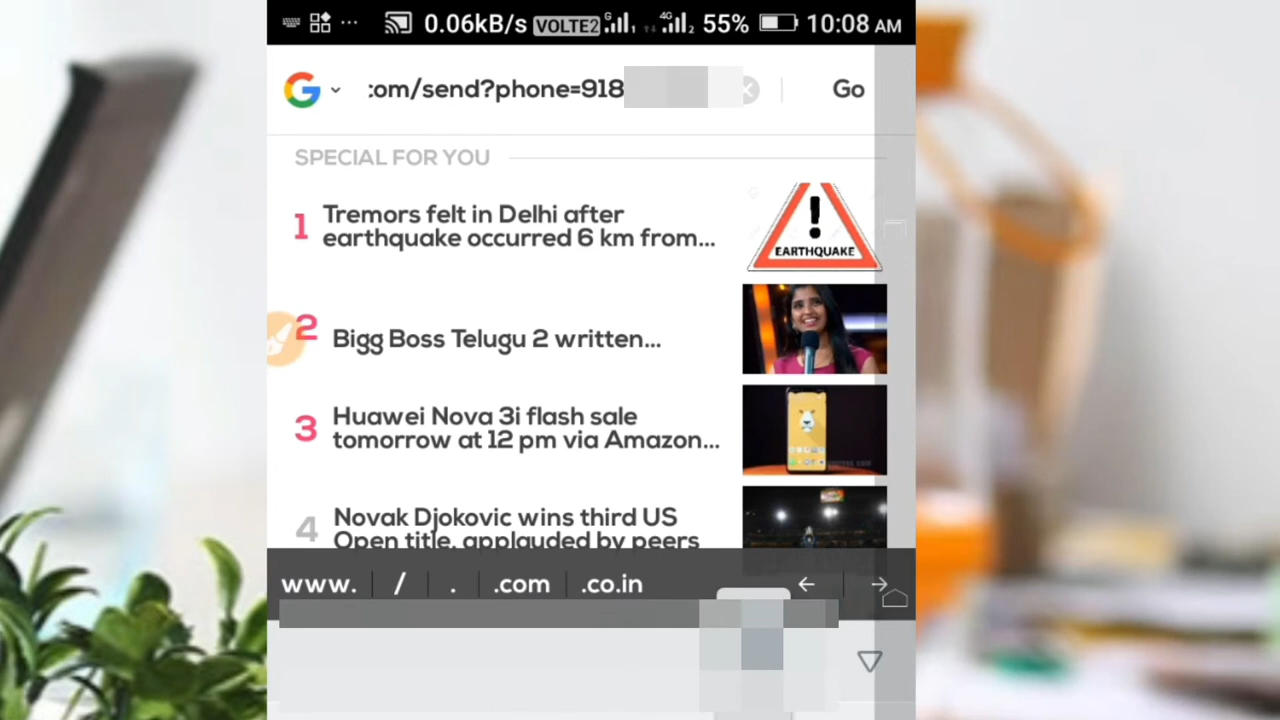 0.06kB/s VOLTE2 G 1 4G 2 55% 10:08 AM
:om/send?phone=918 Go
SPECIAL FOR YOU
1 Tremors felt in Delhi after
earthquake occurred 6 km from...
EARTHQUAKE
2 Bigg Boss Telugu 2 written...
3 Huawei Nova 3i flash sale
tomorrow at 12 pm via Amazon...
4 Novak Djokovic wins third US
Open title, applauded by peers
www. / . .com .co.in